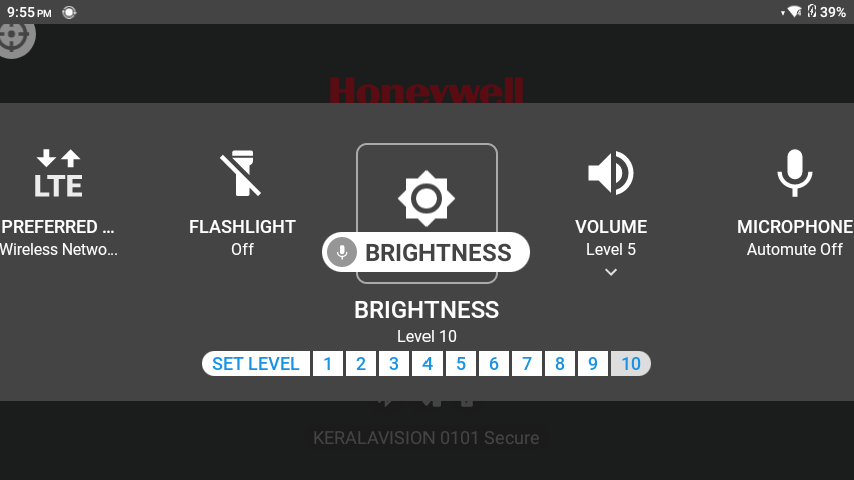 9:55 PM
39%
Honeywell
LTE
PREFERRED ...
Wireless Netwo...
FLASHLIGHT
Off
BRIGHTNESS
VOLUME
Level 5
MICROPHONE
Automute Off
BRIGHTNESS
Level 10
SET LEVEL 1 2 3 4 5 6 7 8 9 10
KERALAVISION 0101 Secure